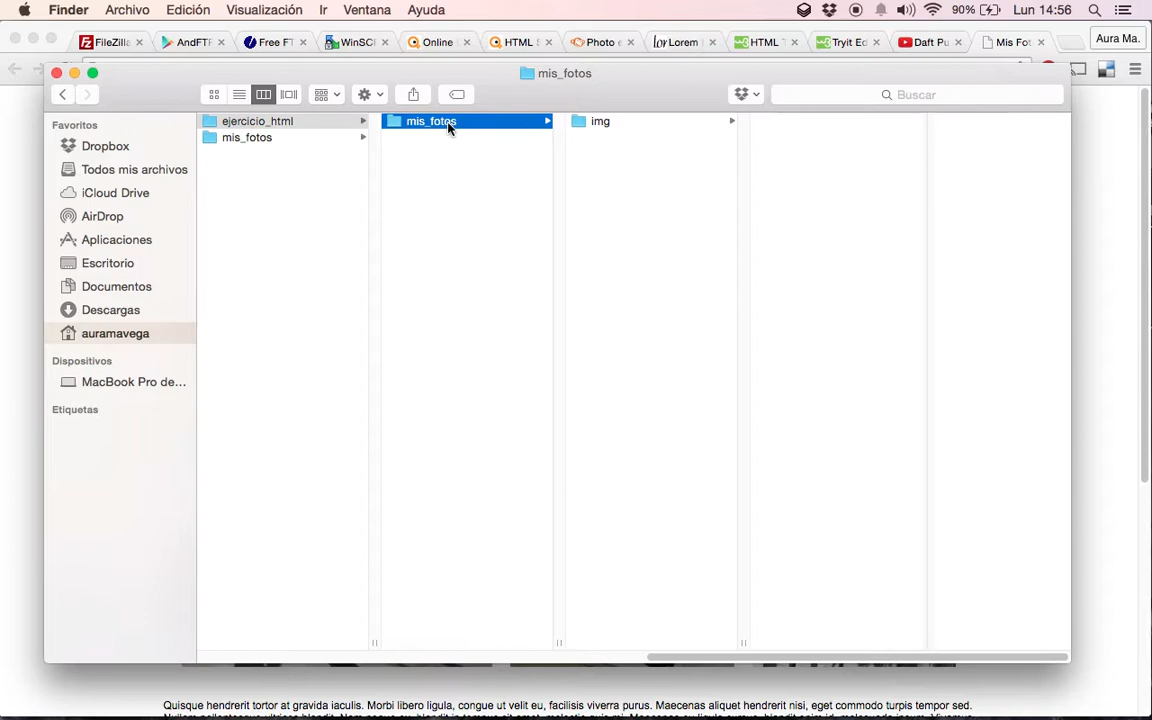 Finder Archivo Edición Visualización Ir Ventana Ayuda 90% Lun 14:56
FileZilla AndFTP Free FT WinSC Online HTML S Photo e Lorem HTML T Tryit Ed Daft Pu Mis Fot Aura Ma.
mis_fotos
Buscar
Favoritos
Dropbox
Todos mis archivos
iCloud Drive
AirDrop
Aplicaciones
Escritorio
Documentos
Descargas
auramavega
Dispositivos
MacBook Pro de...
Etiquetas
ejercicio_html
mis_fotos
mis_fotos
img
Quisque hendrerit tortor at gravida iaculis. Morbi libero ligula, congue ut velit eu, facilisis viverra purus. Maecenas aliquet hendrerit nisi, eget commodo turpis tempor sed.